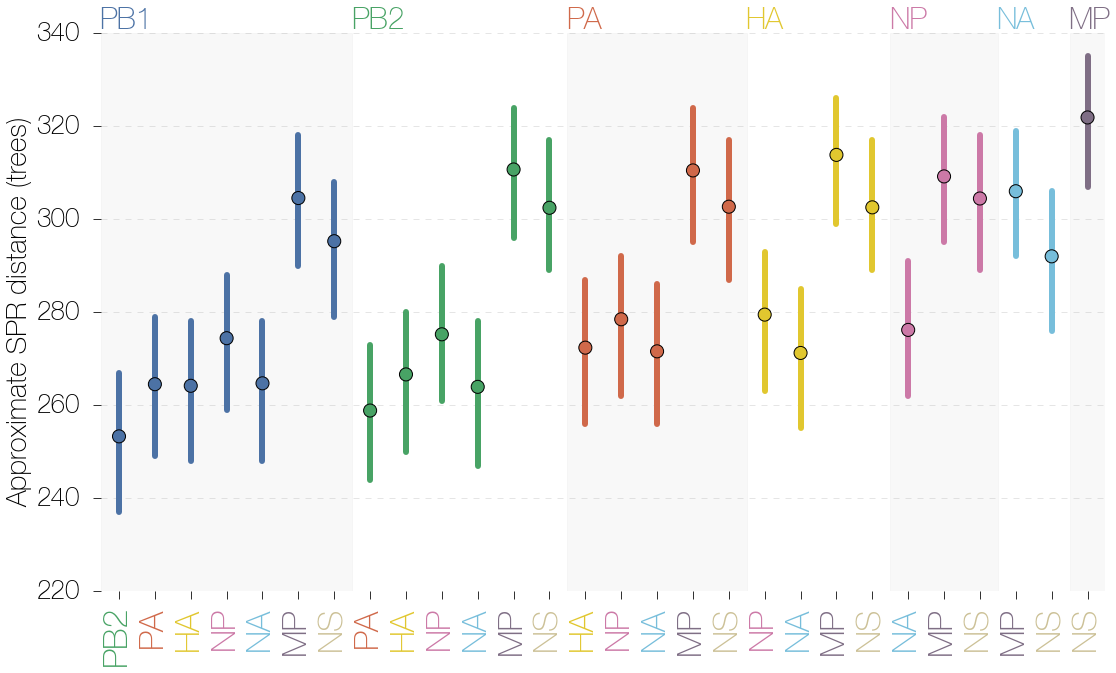 PB1 PB2 PA HA NP NA MP
340
320
300
280
260
240
220
Approximate SPR distance (trees)
PB2 PA HA NP NA MP NS PA HA NP NA MP NS HA NP NA MP NS NP NA MP NS NA MP NS MP NS NS